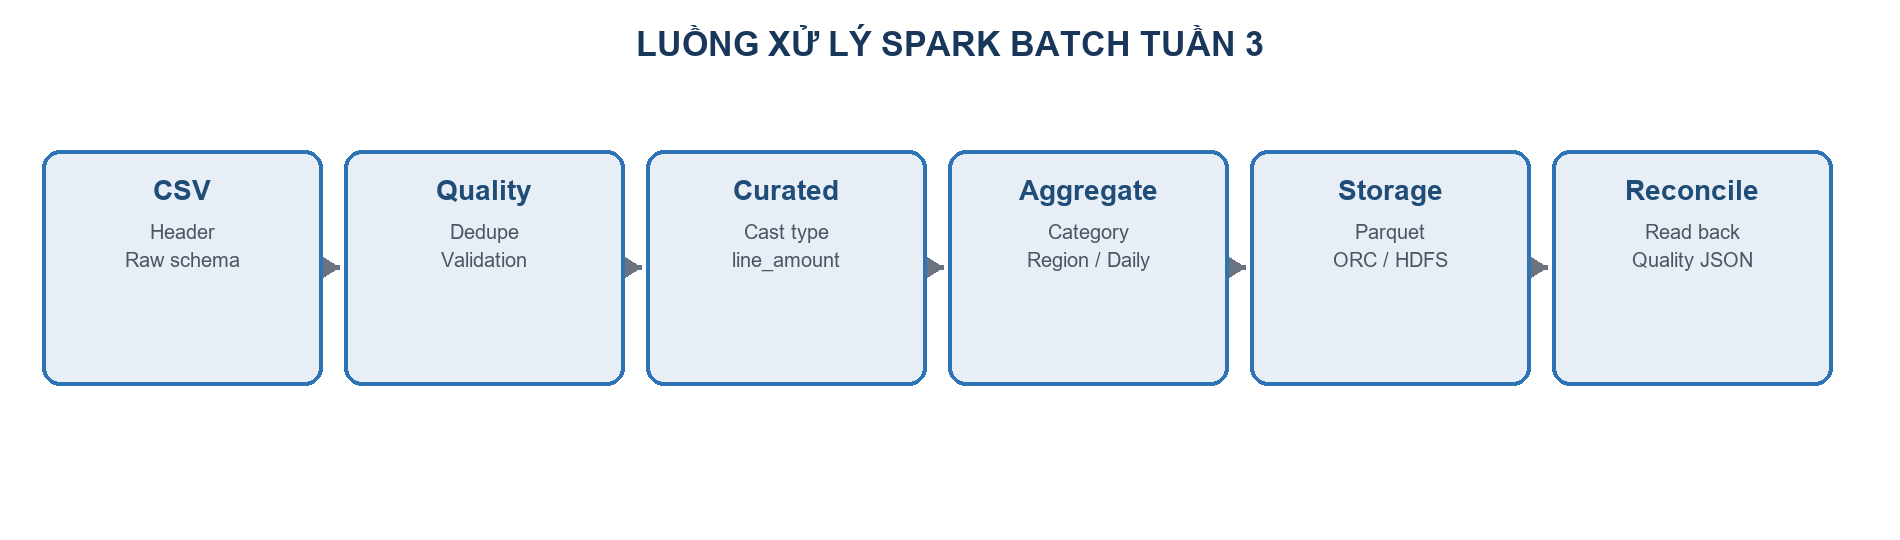 LUỒNG XỬ LÝ SPARK BATCH TUẦN 3
CSV
Header
Raw schema
Quality
Dedupe
Validation
Curated
Cast type
line_amount
Aggregate
Category
Region / Daily
Storage
Parquet
ORC / HDFS
Reconcile
Read back
Quality JSON